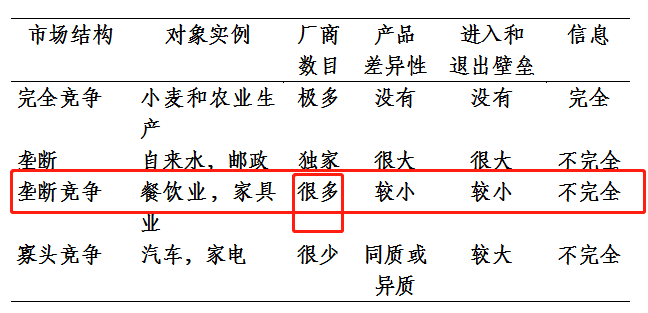 市场结构 对象实例 厂商数目 产品差异性 进入和退出壁垒 信息
完全竞争 小麦和农业生产 极多 没有 没有 完全
垄断 自来水，邮政 独家 很大 很大 不完全
垄断竞争 餐饮业，家具业 很多 较小 较小 不完全
寡头竞争 汽车，家电 很少 同质或异质 较大 不完全